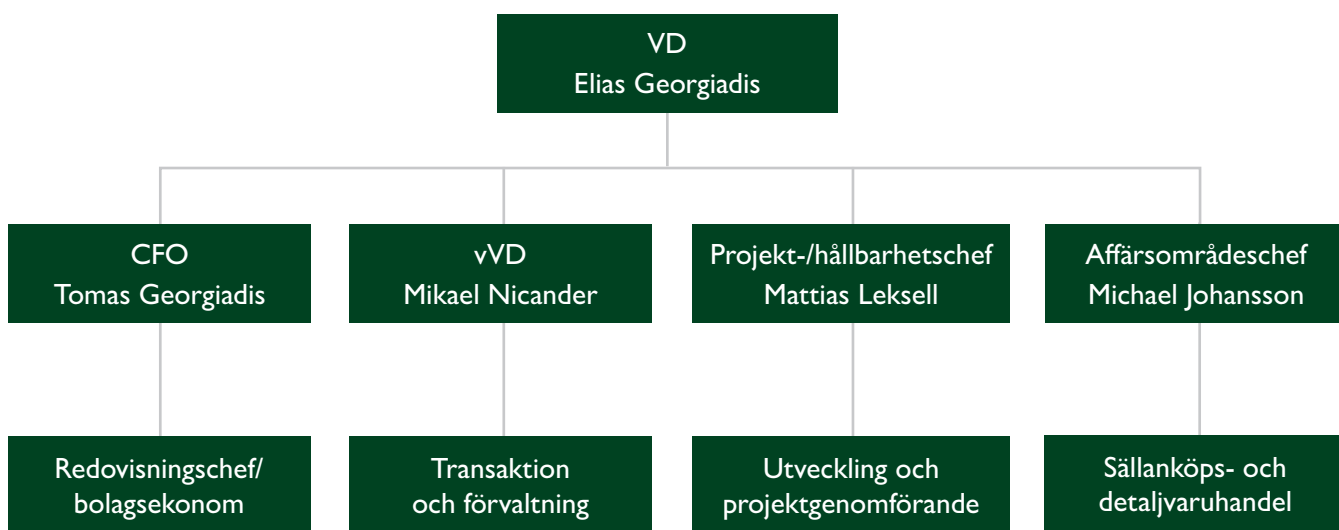 VD
Elias Georgiadis
CFO
Tomas Georgiadis
vVD
Mikael Nicander
Projekt-/hållbarhetschef
Mattias Leksell
Affärsområdeschef
Michael Johansson
Redovisningschef/
bolagsekonom
Transaktion
och förvaltning
Utveckling och
projektgenomförande
Sällanköps- och
detaljvaruhandel